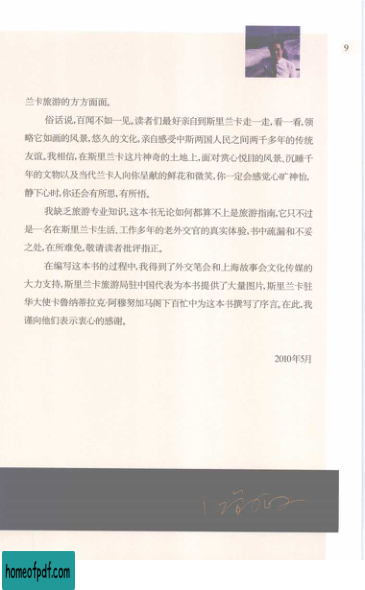 9
兰卡旅游的方方面面。
俗话说,百闻不如一见。读者们最好亲自到斯里兰卡走一走,看一看,领
略它如画的风景,悠久的文化,亲自感受中斯两国人民之间两千多年的传统
友谊。我相信,在斯里兰卡这片神奇的土地上,面对赏心悦目的风景,沉睡千
年的文物以及当代兰卡人向你呈献的鲜花和微笑,你一定会感觉心旷神怡,
静下心时,你还会有所思,有所悟。
我缺乏旅游专业知识,这本书无论如何都算不上是旅游指南,它只不过
是一名在斯里兰卡生活、工作多年的老外交官的真实体验,书中疏漏和不妥
之处,在所难免,敬请读者批评指正。
在编写这本书的过程中,我得到了外交笔会和上海故事会文化传媒的
大力支持,斯里兰卡旅游局驻中国代表为本书提供了大量图片,斯里兰卡驻
华大使卡鲁纳蒂拉克·阿穆努加马阁下百忙中为这本书撰写了序言。在此,我
谨向他们表示衷心的感谢。
2010年5月
homeofpdf.com